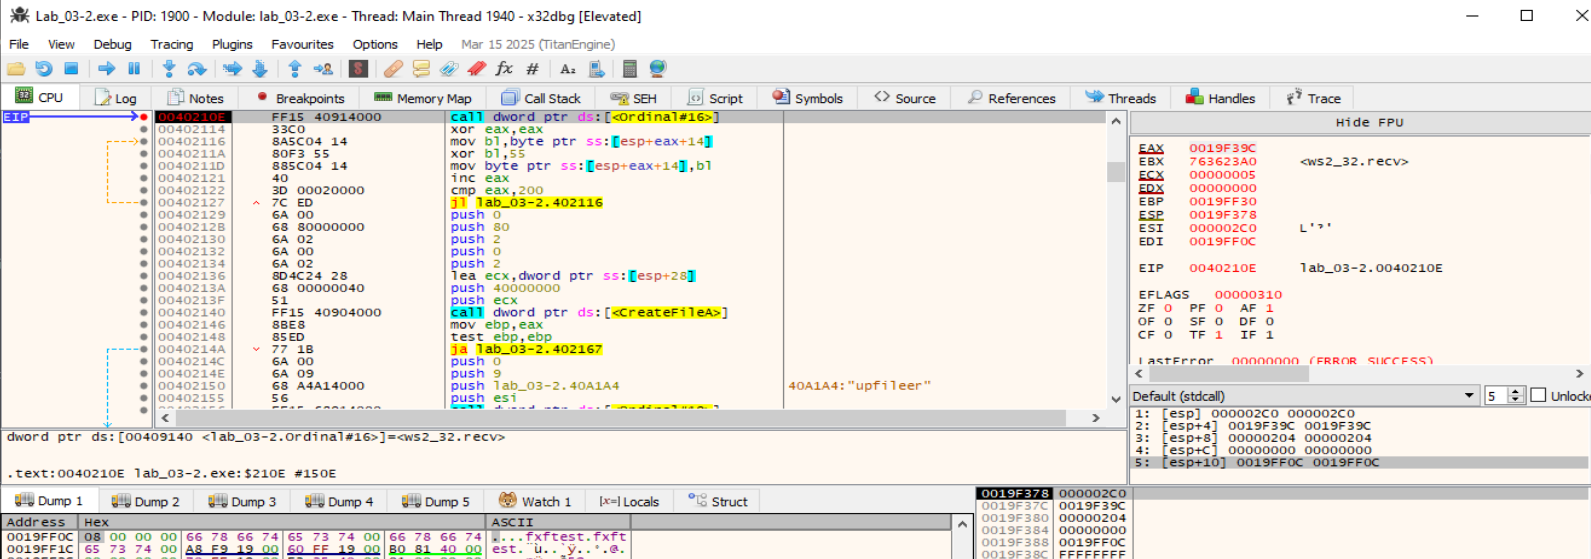 Lab_03-2.exe - PID: 1900 - Module: lab_03-2.exe - Thread: Main Thread 1940 - x32dbg [Elevated]
File View Debug Tracing Plugins Favourites Options Help Mar 15 2025 (TitanEngine)
CPU Log Notes Breakpoints Memory Map Call Stack SEH Script Symbols Source References Threads Handles Trace
EIP 0040210E FF15 40914000 call dword ptr ds:[<Ordinal#16>]
00402114 33C0 xor eax,eax
00402116 8A5C04 14 mov bl,byte ptr ss:[esp+eax+14]
0040211A 80F3 55 xor bl,55
0040211D 885C04 14 mov byte ptr ss:[esp+eax+14],bl
00402121 40 inc eax
00402122 3D 00020000 cmp eax,200
00402127 7C ED jl lab_03-2.402116
00402129 6A 00 push 0
0040212B 68 80000000 push 80
00402130 6A 02 push 2
00402132 6A 00 push 0
00402134 6A 02 push 2
00402136 8D4C24 28 lea ecx,dword ptr ss:[esp+28]
0040213A 68 00000040 push 40000000
0040213F 51 push ecx
00402140 FF15 40904000 call dword ptr ds:[<CreateFileA>]
00402146 8BE8 mov ebp,eax
00402148 85ED test ebp,ebp
0040214A 77 1B ja lab_03-2.402167
0040214C 6A 00 push 0
0040214E 6A 09 push 9
00402150 68 A4A14000 push lab_03-2.40A1A4 40A1A4:"upfileer"
00402155 56 push esi
Hide FPU
EAX 0019F39C
EBX 763623A0 <ws2_32.recv>
ECX 00000005
EDX 00000000
EBP 0019FF30
ESP 0019F378
ESI 000002C0 L'ˀ'
EDI 0019FF0C
EIP 0040210E lab_03-2.0040210E
EFLAGS 00000310
ZF 0 PF 0 AF 1
OF 0 SF 0 DF 0
CF 0 TF 1 IF 1
LastError 00000000 (ERROR_SUCCESS)
Default (stdcall) 5 Unlocke
1: [esp] 000002C0 000002C0
2: [esp+4] 0019F39C 0019F39C
3: [esp+8] 00000204 00000204
4: [esp+C] 00000000 00000000
5: [esp+10] 0019FF0C 0019FF0C
dword ptr ds:[00409140 <lab_03-2.Ordinal#16>]=<ws2_32.recv>
.text:0040210E lab_03-2.exe:$210E #150E
Dump 1 Dump 2 Dump 3 Dump 4 Dump 5 Watch 1 [x=] Locals Struct
Address Hex ASCII
0019FF0C 08 00 00 00 66 78 66 74 65 73 74 00 66 78 66 74 ....fxftest.fxft
0019FF1C 65 73 74 00 A8 F9 19 00 60 FF 19 00 B0 81 40 00 est.¨ù..`ÿ..°.@.
0019F378 000002C0
0019F37C 0019F39C
0019F380 00000204
0019F384 00000000
0019F388 0019FF0C
0019F38C FFFFFFFF